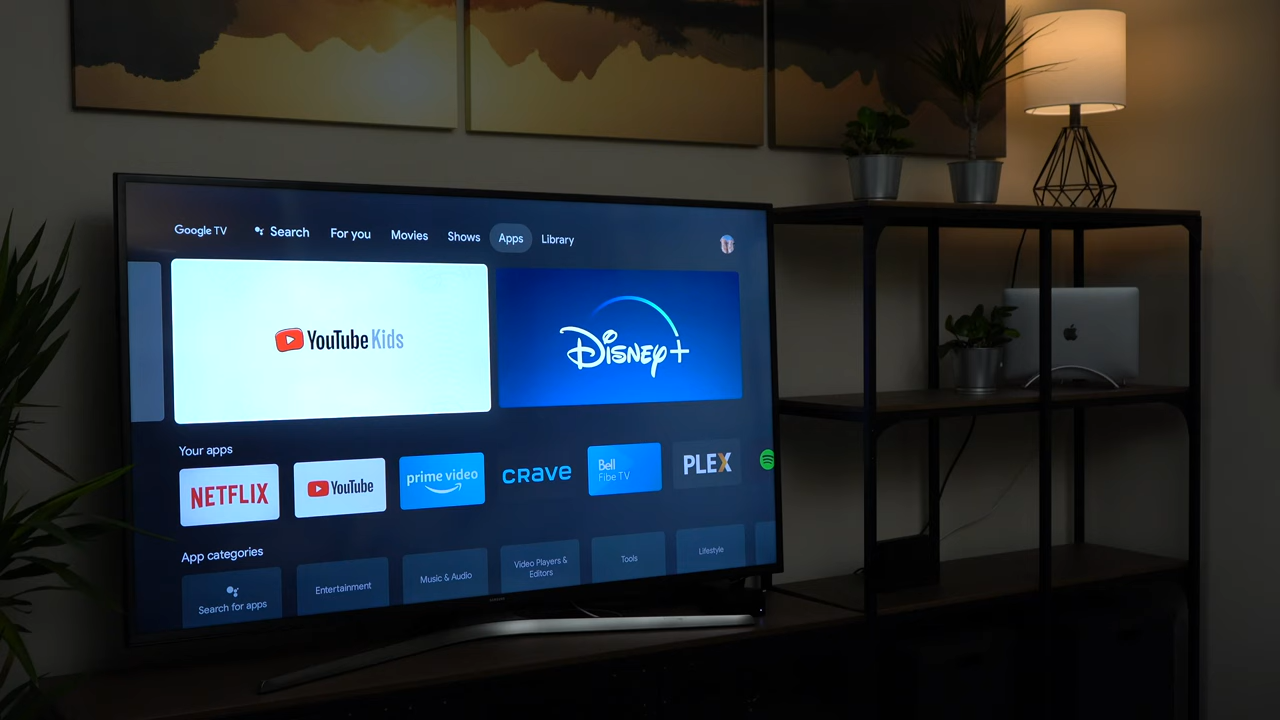 Google TV Search For you Movies Shows Apps Library
YouTube Kids
Disney+
Your apps
NETFLIX
YouTube
prime video
crave
Bell
Fibe TV
PLEX
App categories
Search for apps
Entertainment
Music & Audio
Video Players &
Editors
Tools
Lifestyle
SAMSUNG